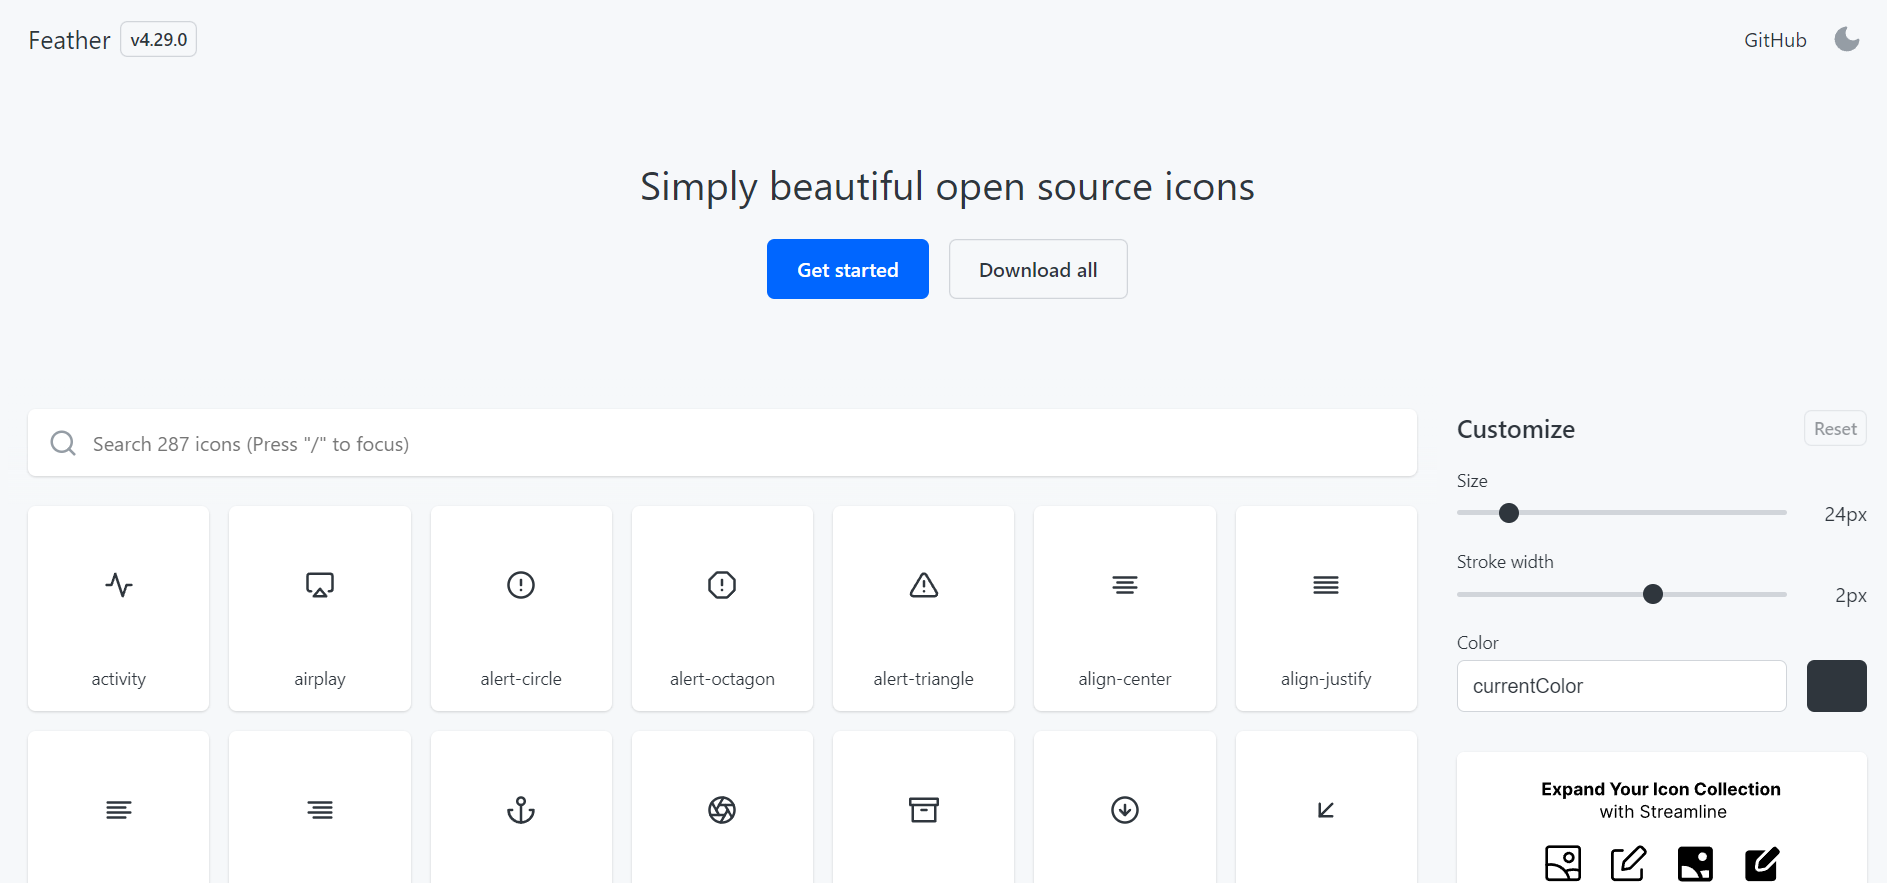 Feather v4.29.0 GitHub
Simply beautiful open source icons
Get started Download all
Search 287 icons (Press "/" to focus)
activity airplay alert-circle alert-octagon alert-triangle align-center align-justify
Customize Reset
Size
24px
Stroke width
2px
Color
currentColor
Expand Your Icon Collection
with Streamline